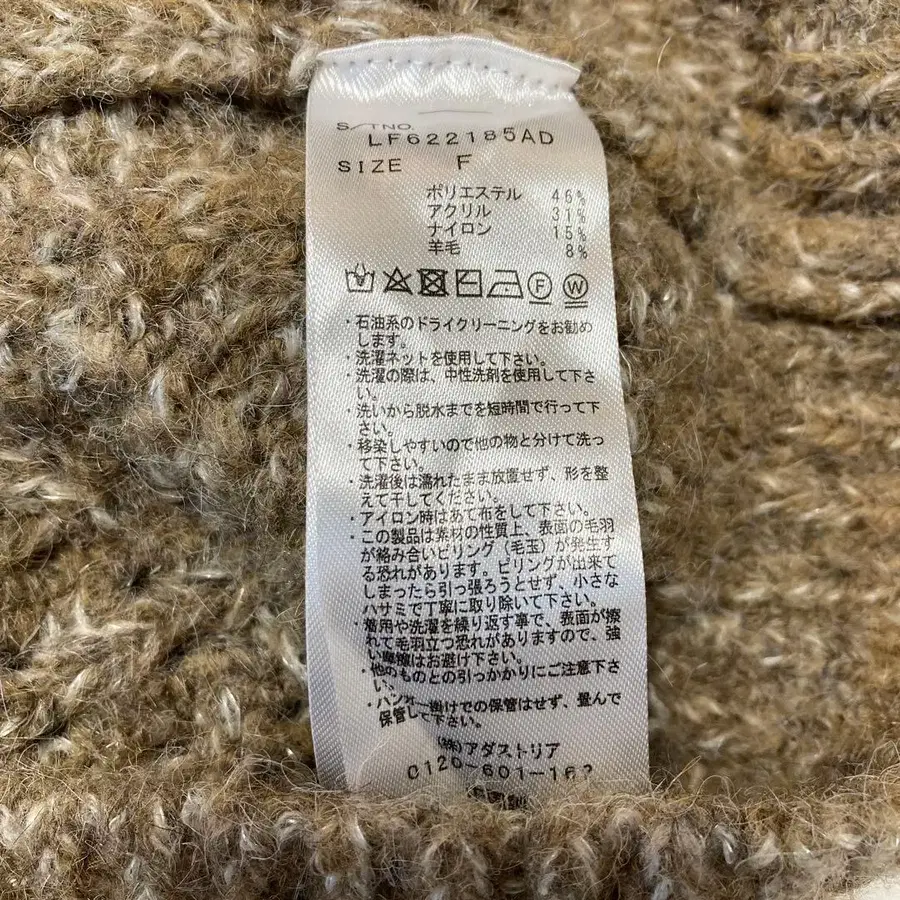 S/TNO.
LF622185AD
SIZE F
ポリエステル 46%
アクリル 31%
ナイロン 15%
羊毛 8%
F W
・石油系のドライクリーニングをお勧め
します。
・洗濯ネットを使用して下さい。
・洗濯の際は、中性洗剤を使用して下さ
い。
・洗いから脱水までを短時間で行って下
さい。
・移染しやすいので他の物と分けて洗っ
て下さい。
・洗濯後は濡れたまま放置せず、形を整
えて干してください。
・アイロン時はあて布をして下さい。
・この製品は素材の性質上、表面の毛羽
が絡み合いピリング（毛玉）が発生す
る恐れがあります。ピリングが出来て
しまったら引っ張ろうとせず、小さな
ハサミで丁寧に取り除いて下さい。
・着用や洗濯を繰り返す事で、表面が擦
れて毛羽立つ恐れがありますので、強
い摩擦はお避け下さい。
・他のものとの引っかかりにご注意下さ
い。
・ハンガー掛けでの保管はせず、畳んで
保管して下さい。
(株)アダストリア
0120-601-162